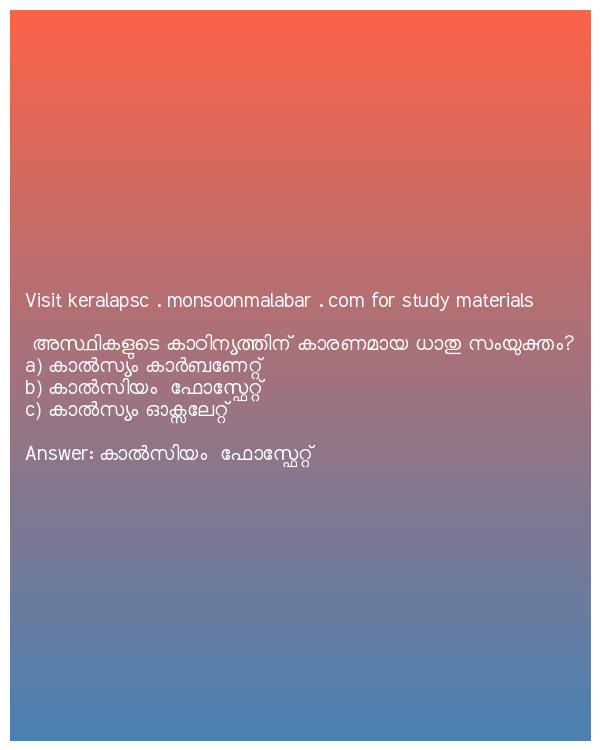 Visit keralapsc . monsoonmalabar . com for study materials
അസ്ഥികളുടെ കാഠിന്യത്തിന് കാരണമായ ധാതു സംയുക്തം?
a) കാൽസ്യം കാർബണേറ്റ്
b) കാൽസിയം ഫോസ്ഫേറ്റ്
c) കാൽസ്യം ഓക്സലേറ്റ്
Answer: കാൽസിയം ഫോസ്ഫേറ്റ്